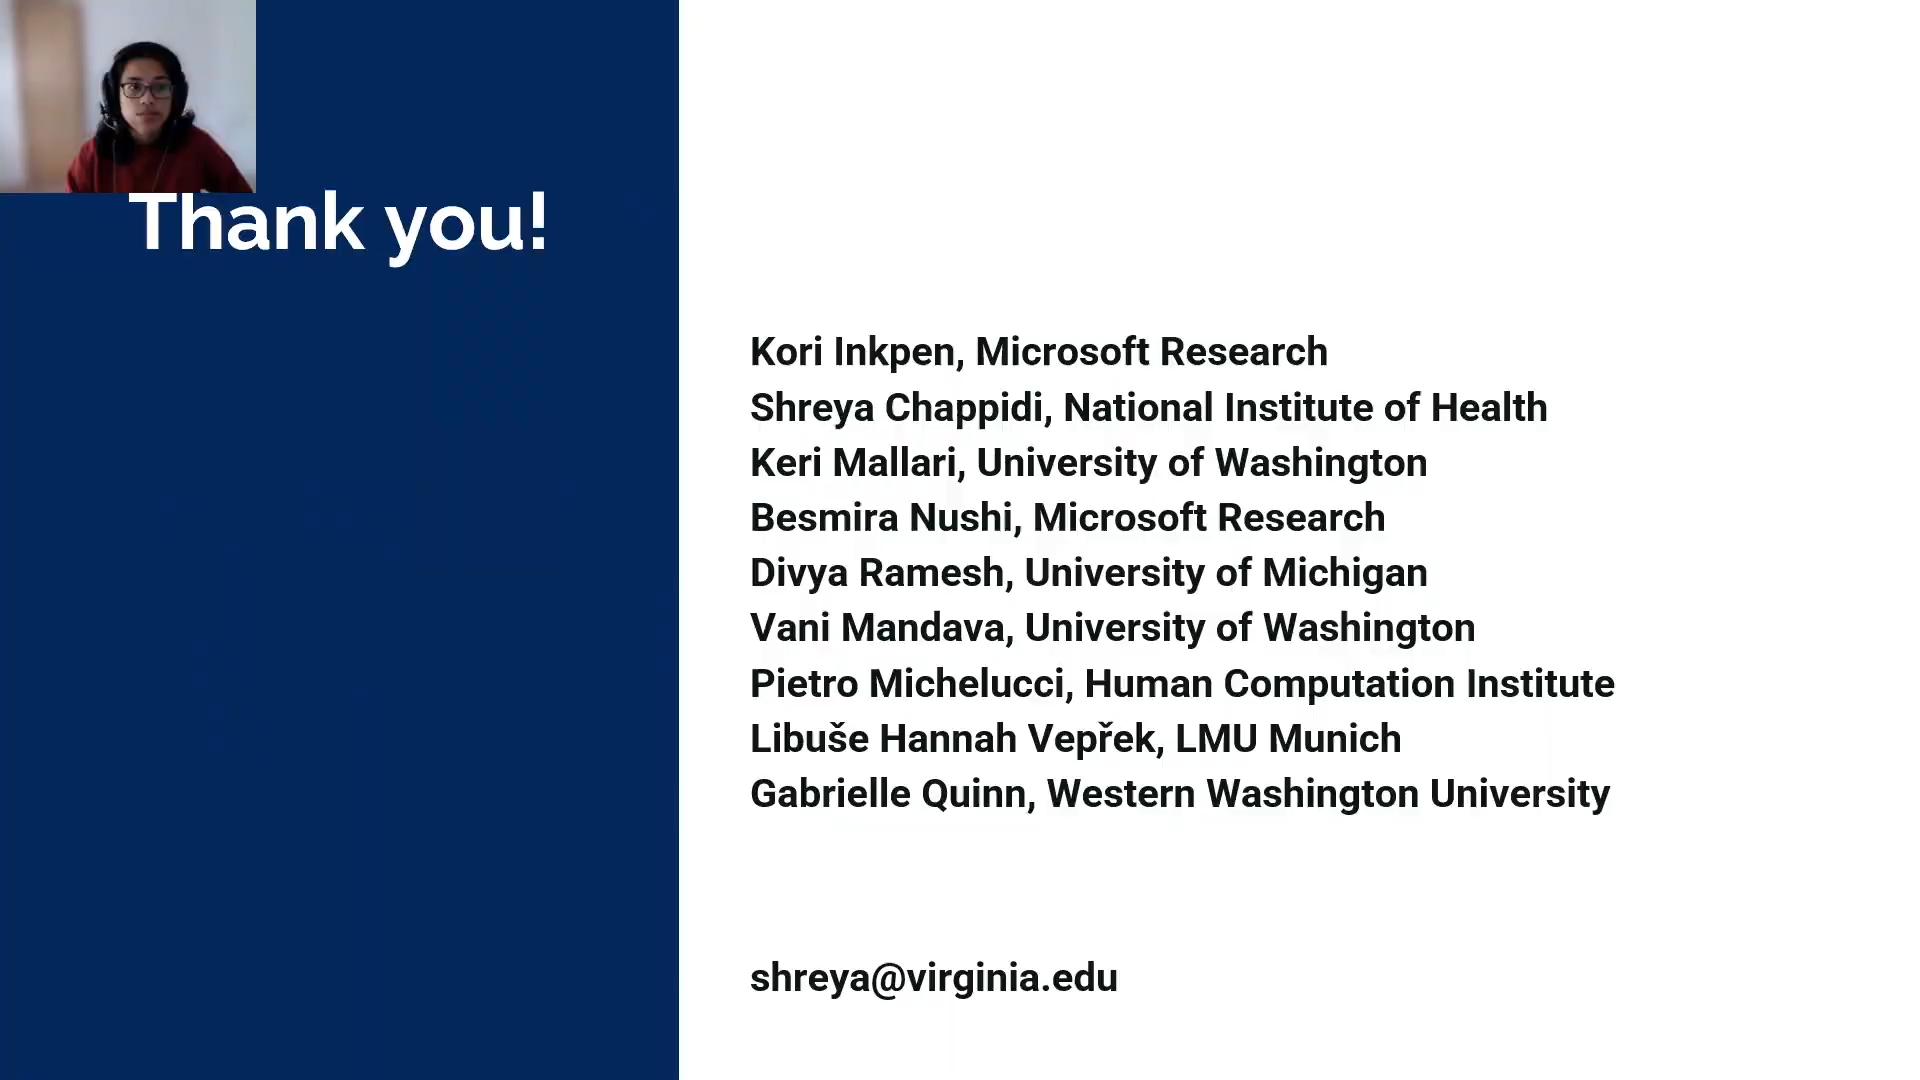 Thank you!
Kori Inkpen, Microsoft Research
Shreya Chappidi, National Institute of Health
Keri Mallari, University of Washington
Besmira Nushi, Microsoft Research
Divya Ramesh, University of Michigan
Vani Mandava, University of Washington
Pietro Michelucci, Human Computation Institute
Libuše Hannah Vepřek, LMU Munich
Gabrielle Quinn, Western Washington University
shreya@virginia.edu